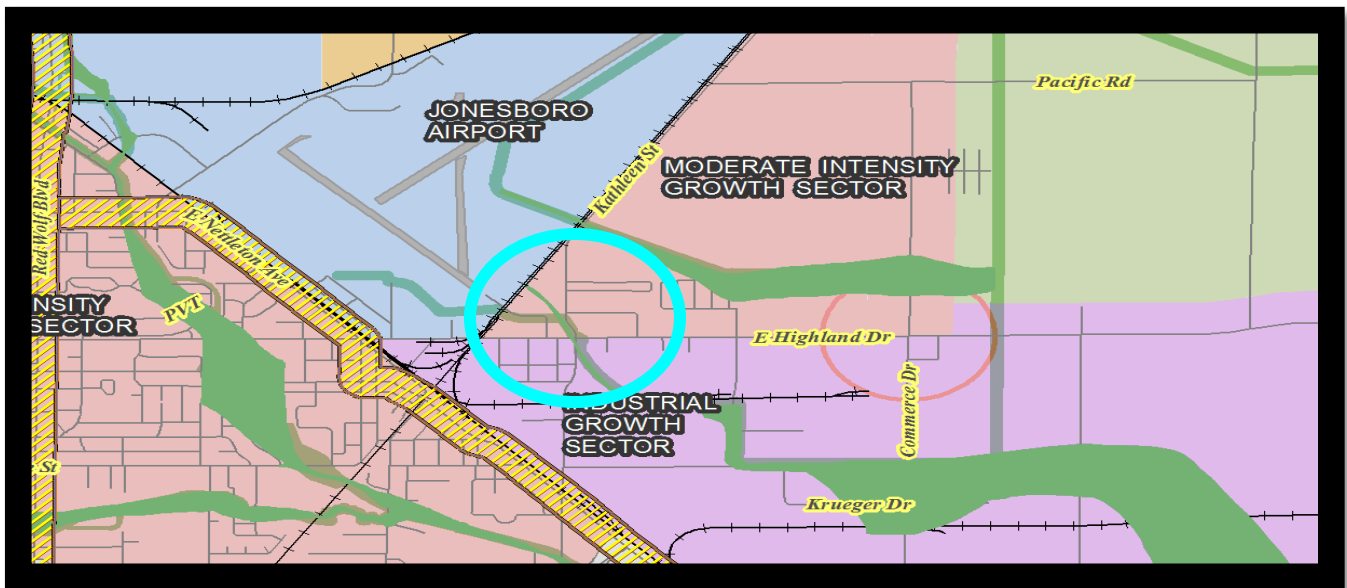 Pacific Rd
JONESBORO
AIRPORT
Kathleen St
MODERATE INTENSITY
GROWTH SECTOR
Red Wolf Blvd
E Nettleton Ave
NSITY
SECTOR
PVT
E Highland Dr
INDUSTRIAL
GROWTH
SECTOR
Commerce Dr
St
Krueger Dr